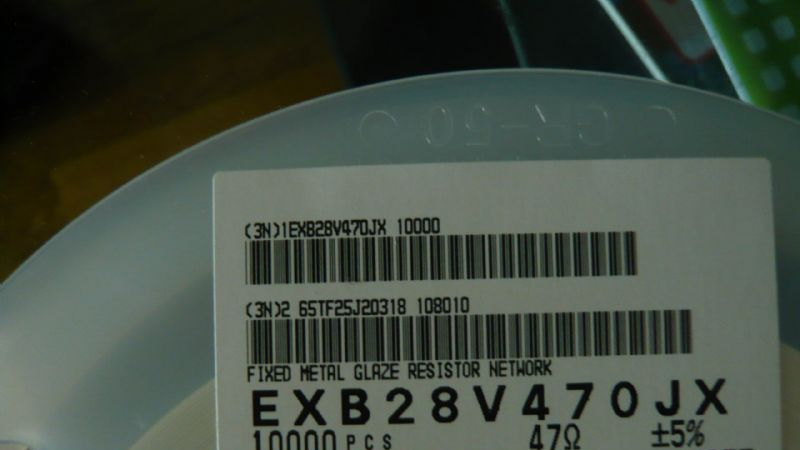 (3N)1EXB28V470JX 10000
(3N)2 65TF25J20318 108010
FIXED METAL GLAZE RESISTOR NETWORK
EXB28V470JX
10000PCS 47Ω ±5%